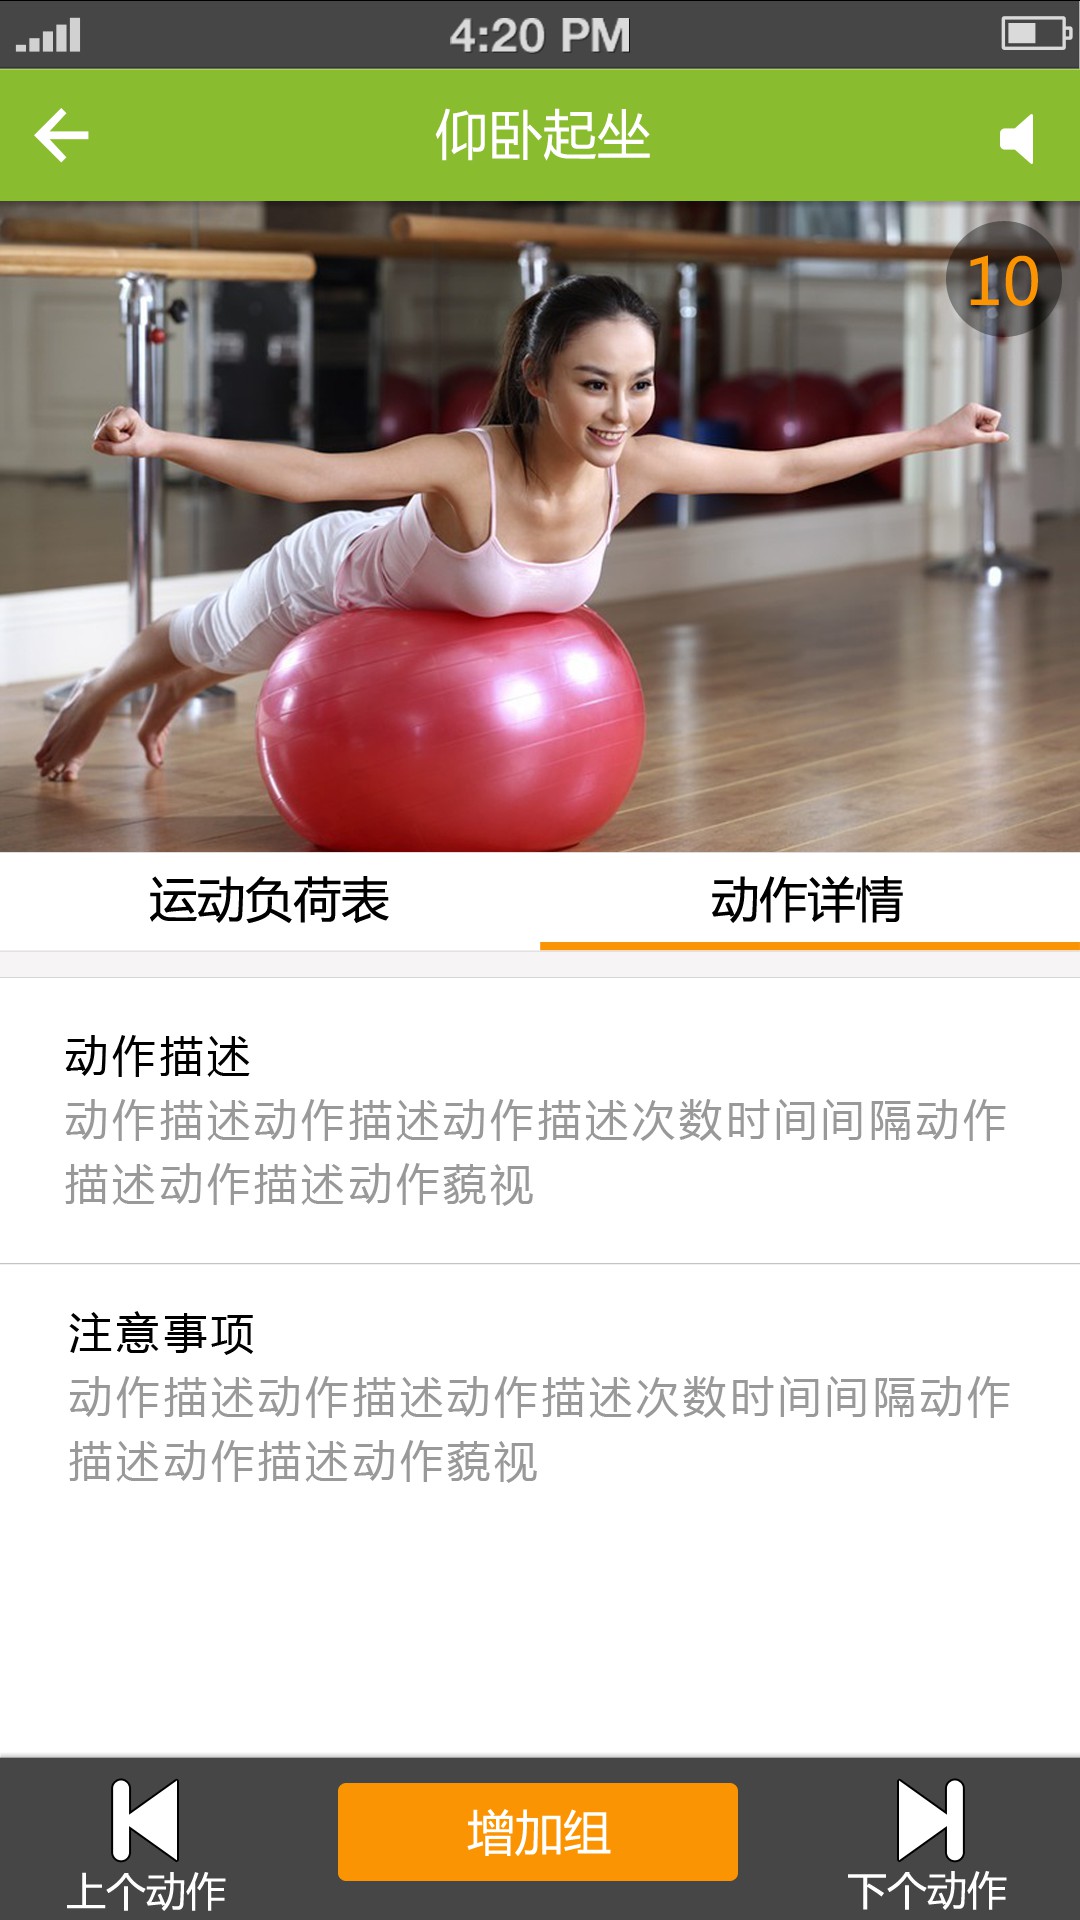 4:20 PM
仰卧起坐
10
运动负荷表
动作详情
动作描述
动作描述动作描述动作描述次数时间间隔动作
描述动作描述动作藐视
注意事项
动作描述动作描述动作描述次数时间间隔动作
描述动作描述动作藐视
增加组
上个动作
下个动作